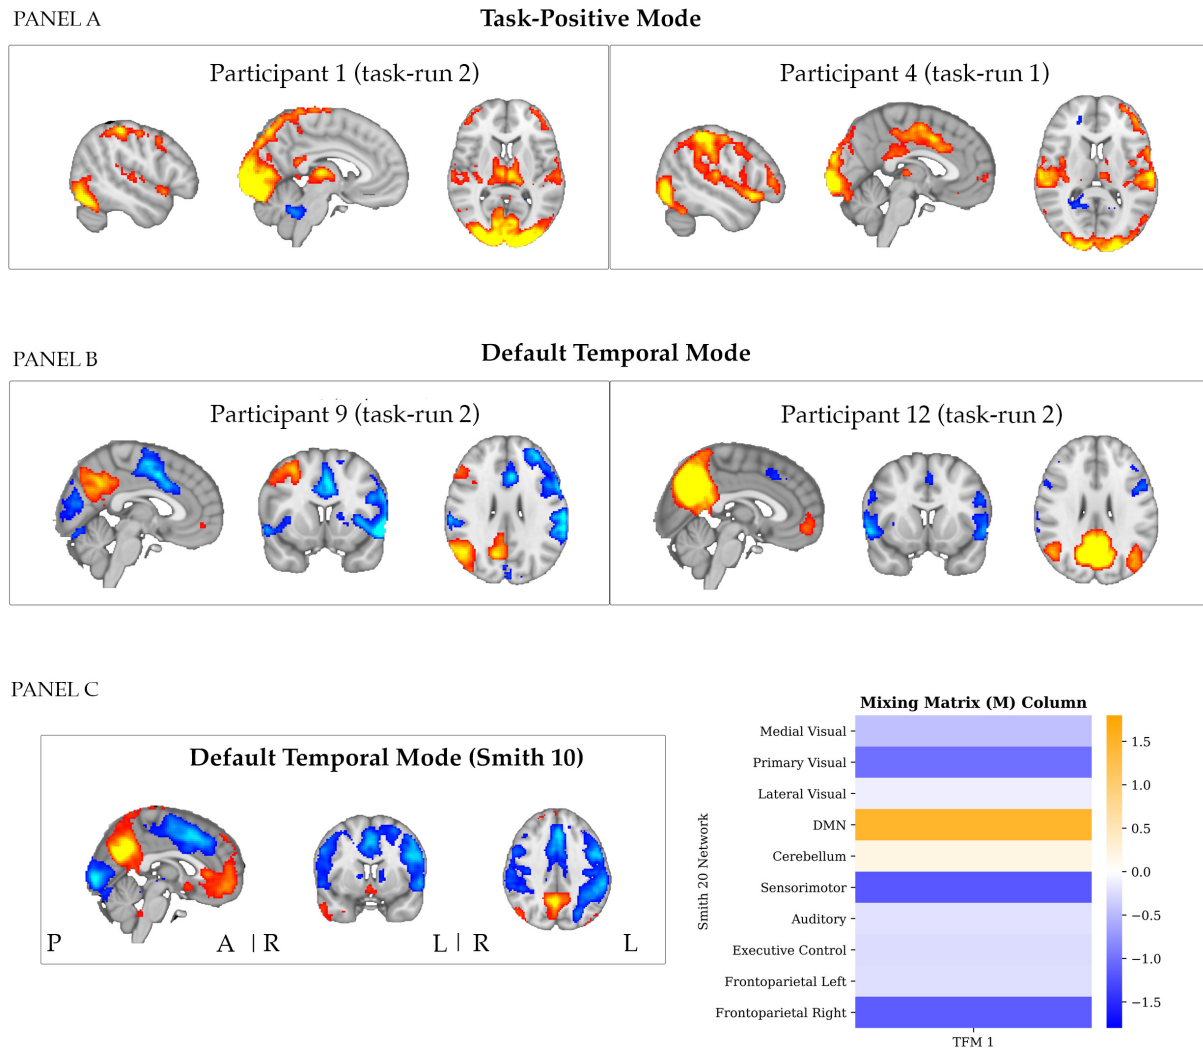 PANEL A
Task-Positive Mode
Participant 1 (task-run 2)
Participant 4 (task-run 1)
PANEL B
Default Temporal Mode
Participant 9 (task-run 2)
Participant 12 (task-run 2)
PANEL C
Default Temporal Mode (Smith 10)
P A | R L | R L
Mixing Matrix (M) Column
Smith 20 Network
Medial Visual
Primary Visual
Lateral Visual
DMN
Cerebellum
Sensorimotor
Auditory
Executive Control
Frontoparietal Left
Frontoparietal Right
TFM 1
1.5
1.0
0.5
0.0
−0.5
−1.0
−1.5